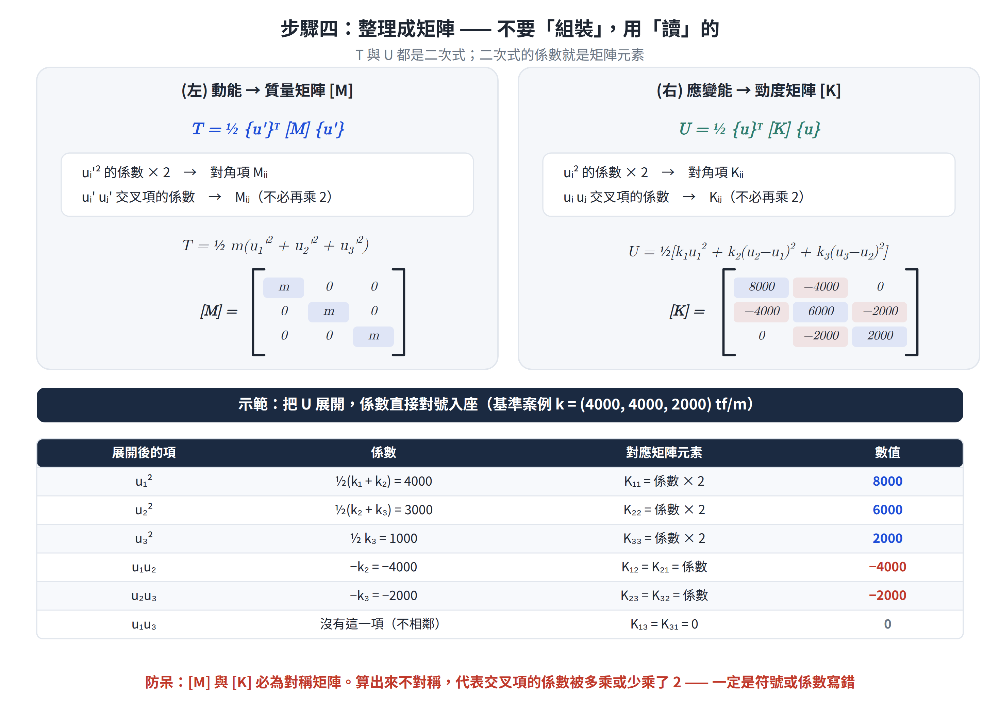 步驟四：整理成矩陣 —— 不要「組裝」，用「讀」的
T 與 U 都是二次式；二次式的係數就是矩陣元素
(左) 動能 → 質量矩陣 [M]
T = ½ {u'}ᵀ [M] {u'}
uᵢ'² 的係數 × 2 → 對角項 Mᵢᵢ
uᵢ' uⱼ' 交叉項的係數 → Mᵢⱼ（不必再乘 2）
T = ½ m(u₁'² + u₂'² + u₃'²)
[M] =
m 0 0
0 m 0
0 0 m
(右) 應變能 → 勁度矩陣 [K]
U = ½ {u}ᵀ [K] {u}
uᵢ² 的係數 × 2 → 對角項 Kᵢᵢ
uᵢ uⱼ 交叉項的係數 → Kᵢⱼ（不必再乘 2）
U = ½[k₁u₁² + k₂(u₂−u₁)² + k₃(u₃−u₂)²]
[K] =
8000 −4000 0
−4000 6000 −2000
0 −2000 2000
示範：把 U 展開，係數直接對號入座（基準案例 k = (4000, 4000, 2000) tf/m）
展開後的項 係數 對應矩陣元素 數值
u₁² ½(k₁ + k₂) = 4000 K₁₁ = 係數 × 2 8000
u₂² ½(k₂ + k₃) = 3000 K₂₂ = 係數 × 2 6000
u₃² ½ k₃ = 1000 K₃₃ = 係數 × 2 2000
u₁u₂ −k₂ = −4000 K₁₂ = K₂₁ = 係數 −4000
u₂u₃ −k₃ = −2000 K₂₃ = K₃₂ = 係數 −2000
u₁u₃ 沒有這一項（不相鄰） K₁₃ = K₃₁ = 0 0
防呆：[M] 與 [K] 必為對稱矩陣。算出來不對稱，代表交叉項的係數被多乘或少乘了 2 —— 一定是符號或係數寫錯